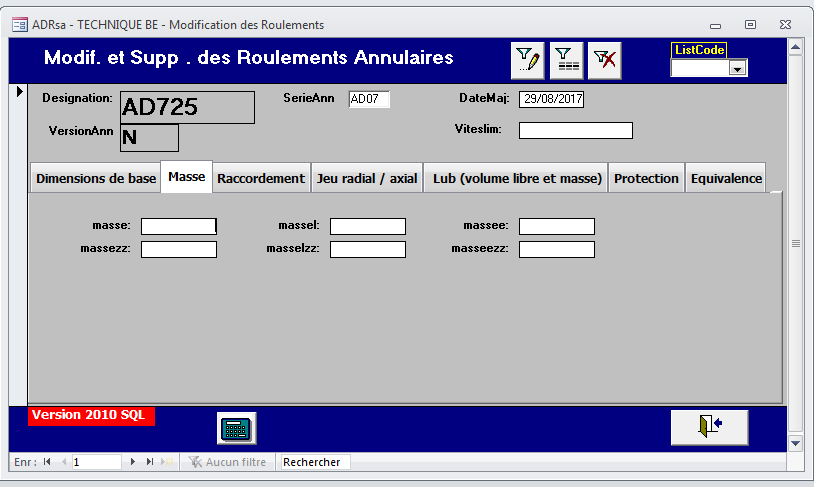 ADRsa - TECHNIQUE BE - Modification des Roulements
Modif. et Supp . des Roulements Annulaires
ListCode
Designation: AD725 SerieAnn AD07 DateMaj: 29/08/2017
VersionAnn N Viteslim:
Dimensions de base Masse Raccordement Jeu radial / axial Lub (volume libre et masse) Protection Equivalence
masse: massel: massee:
massezz: masselzz: masseezz:
Version 2010 SQL
Enr : 1 Aucun filtre Rechercher